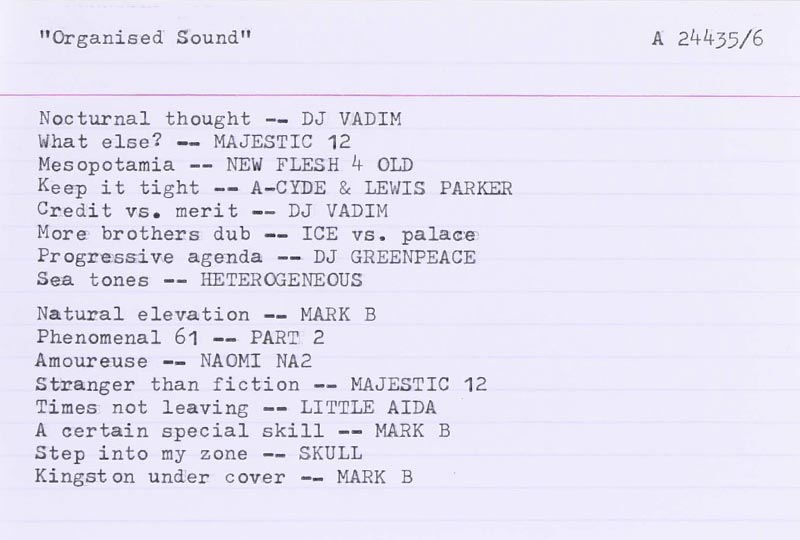 "Organised Sound" A 24435/6
Nocturnal thought -- DJ VADIM
What else? -- MAJESTIC 12
Mesopotamia -- NEW FLESH 4 OLD
Keep it tight -- A-CYDE & LEWIS PARKER
Credit vs. merit -- DJ VADIM
More brothers dub -- ICE vs. palace
Progressive agenda -- DJ GREENPEACE
Sea tones -- HETEROGENEOUS
Natural elevation -- MARK B
Phenomenal 61 -- PART 2
Amoureuse -- NAOMI NA2
Stranger than fiction -- MAJESTIC 12
Times not leaving -- LITTLE AIDA
A certain special skill -- MARK B
Step into my zone -- SKULL
Kingston under cover -- MARK B